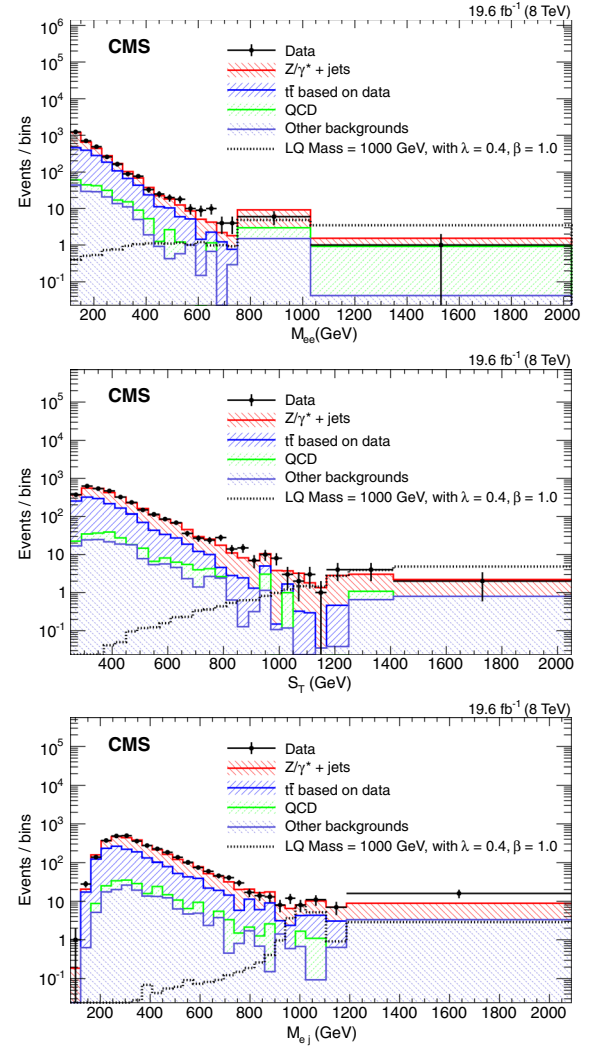 19.6 fb⁻¹ (8 TeV)
CMS
Data
Z/γ* + jets
tt̄ based on data
QCD
Other backgrounds
LQ Mass = 1000 GeV, with λ = 0.4, β = 1.0
Events / bins
10⁶
10⁵
10⁴
10³
10²
10
1
10⁻¹
200 400 600 800 1000 1200 1400 1600 1800 2000
M_ee(GeV)
19.6 fb⁻¹ (8 TeV)
CMS
Data
Z/γ* + jets
tt̄ based on data
QCD
Other backgrounds
LQ Mass = 1000 GeV, with λ = 0.4, β = 1.0
Events / bins
10⁵
10⁴
10³
10²
10
1
10⁻¹
400 600 800 1000 1200 1400 1600 1800 2000
S_T (GeV)
19.6 fb⁻¹ (8 TeV)
CMS
Data
Z/γ* + jets
tt̄ based on data
QCD
Other backgrounds
LQ Mass = 1000 GeV, with λ = 0.4, β = 1.0
Events / bins
10⁵
10⁴
10³
10²
10
1
10⁻¹
200 400 600 800 1000 1200 1400 1600 1800 2000
M_e j (GeV)